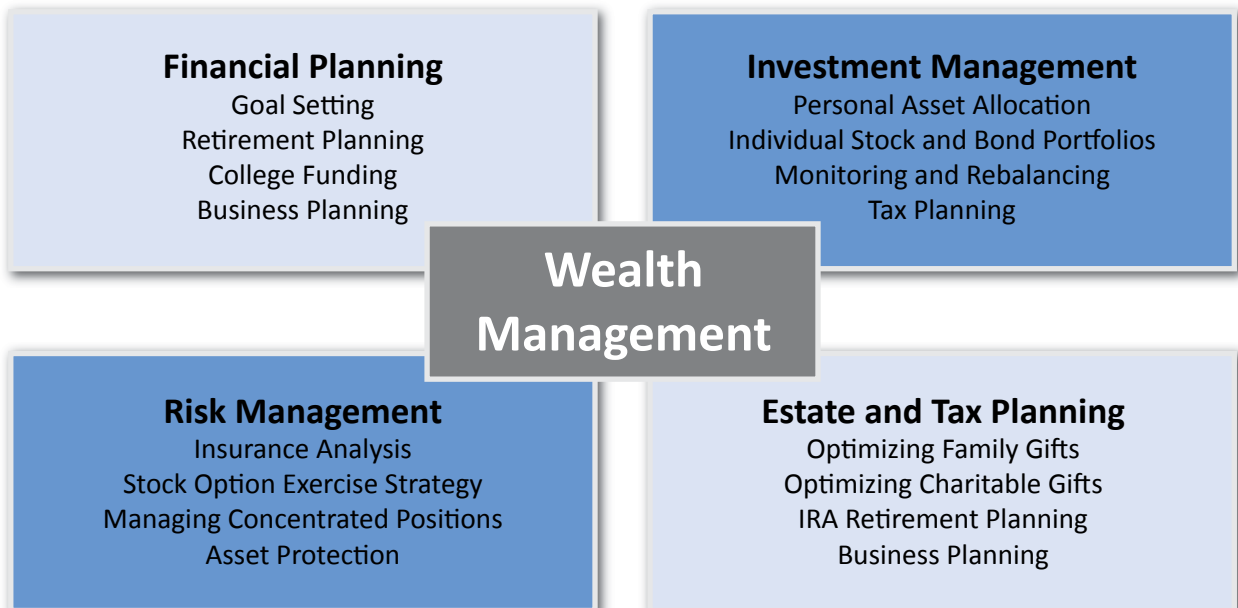 Financial Planning
Goal Setting
Retirement Planning
College Funding
Business Planning
Investment Management
Personal Asset Allocation
Individual Stock and Bond Portfolios
Monitoring and Rebalancing
Tax Planning
Wealth
Management
Risk Management
Insurance Analysis
Stock Option Exercise Strategy
Managing Concentrated Positions
Asset Protection
Estate and Tax Planning
Optimizing Family Gifts
Optimizing Charitable Gifts
IRA Retirement Planning
Business Planning